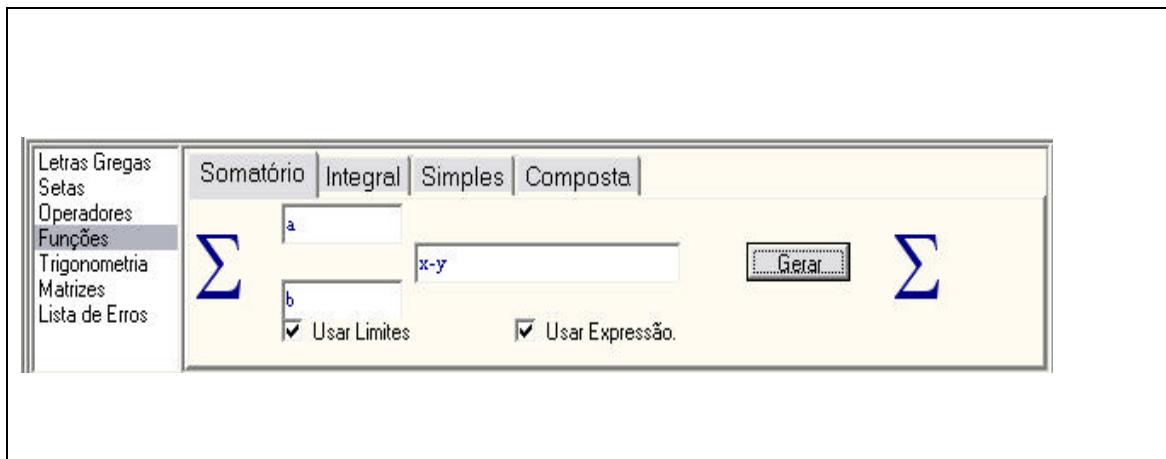 Letras Gregas
Setas
Operadores
Funções
Trigonometria
Matrizes
Lista de Erros
Somatório Integral Simples Composta
a
∑ x-y Gerar ∑
b
Usar Limites Usar Expressão.